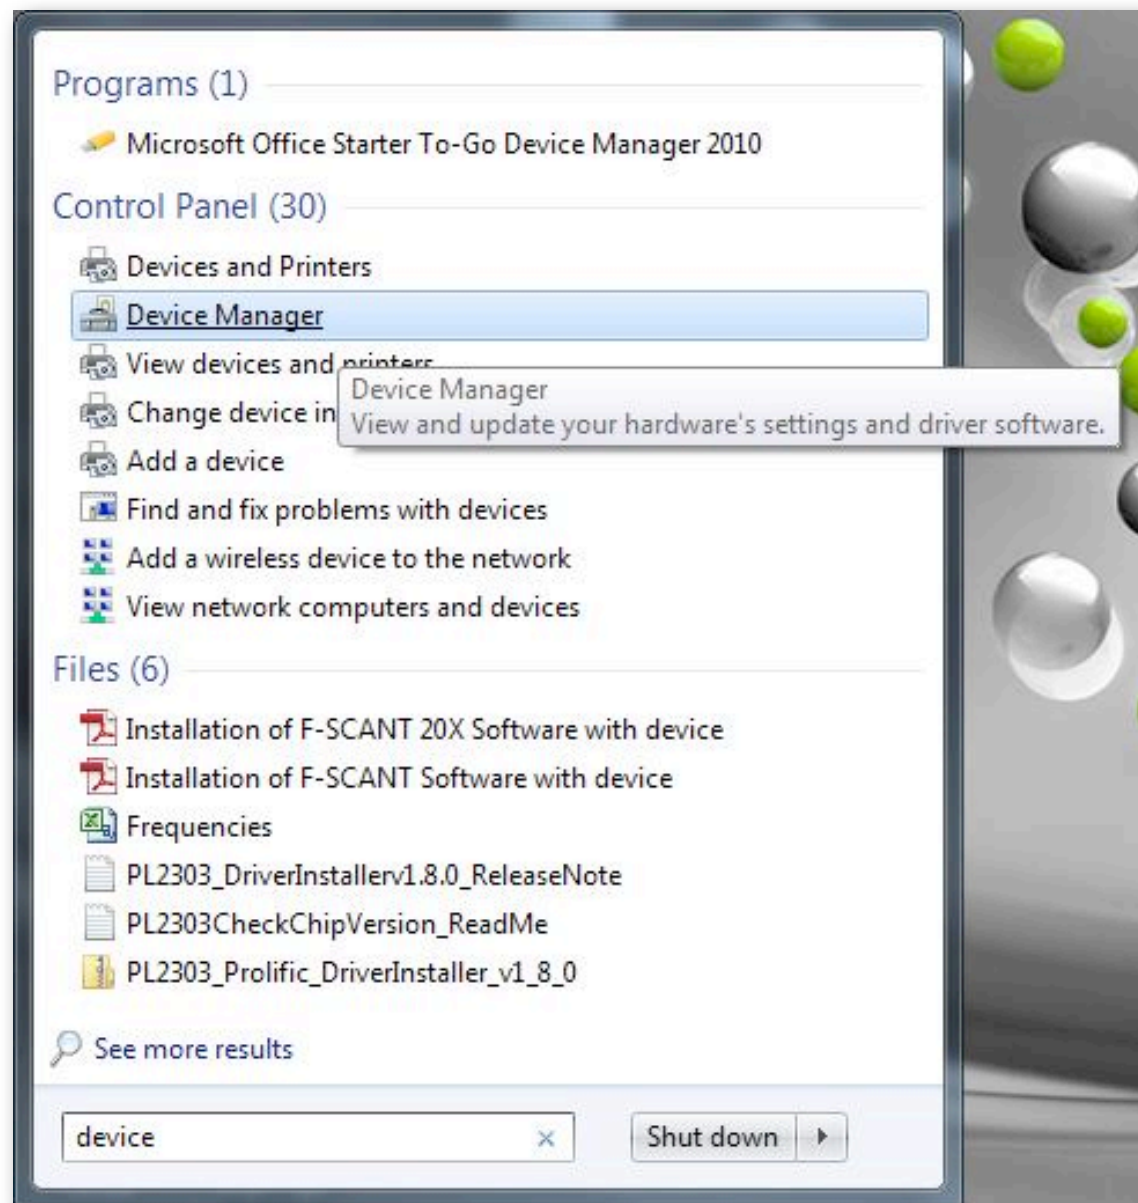 Programs (1)
Microsoft Office Starter To-Go Device Manager 2010
Control Panel (30)
Devices and Printers
Device Manager
View devices and printers
Device Manager
Change device in
View and update your hardware's settings and driver software.
Add a device
Find and fix problems with devices
Add a wireless device to the network
View network computers and devices
Files (6)
Installation of F-SCANT 20X Software with device
Installation of F-SCANT Software with device
Frequencies
PL2303_DriverInstallerv1.8.0_ReleaseNote
PL2303CheckChipVersion_ReadMe
PL2303_Prolific_DriverInstaller_v1_8_0
See more results
device
Shut down